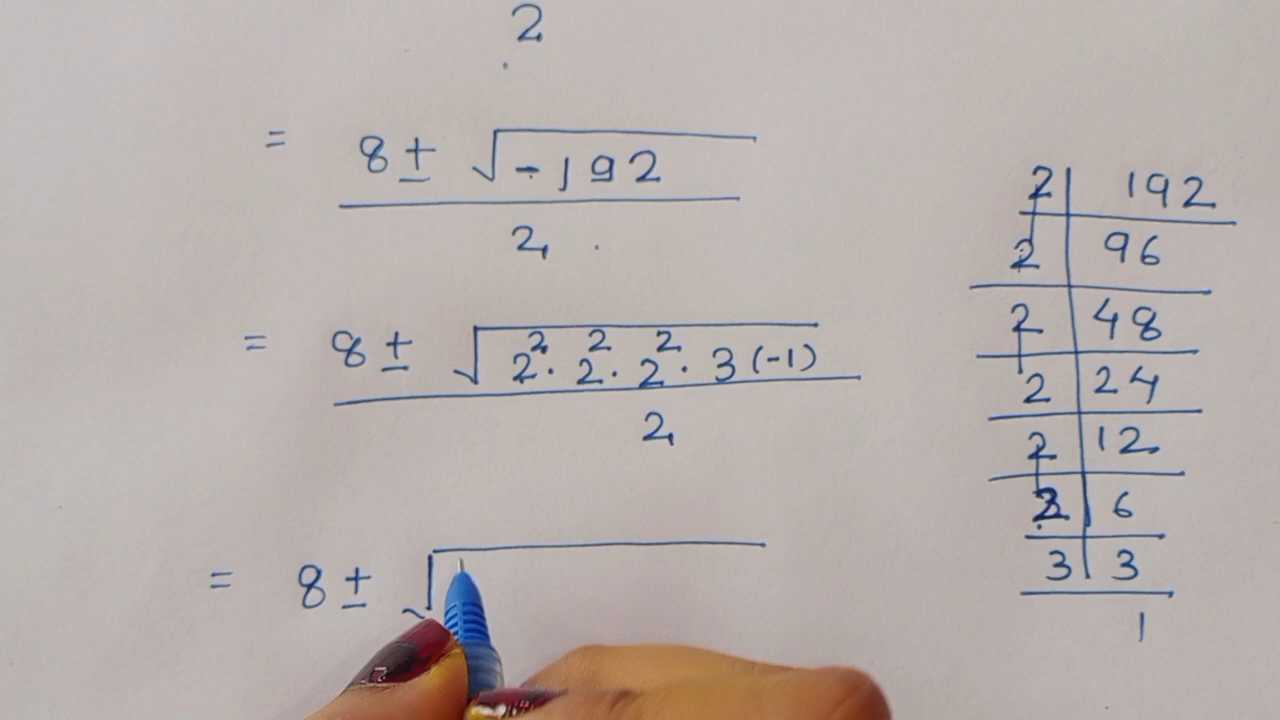 2
= 8 ± √-192
2
= 8 ± √2². 2². 2². 3 (-1)
2
= 8 ± √
2 | 192
2 | 96
2 | 48
2 | 24
2 | 12
2 | 6
3 | 3
1